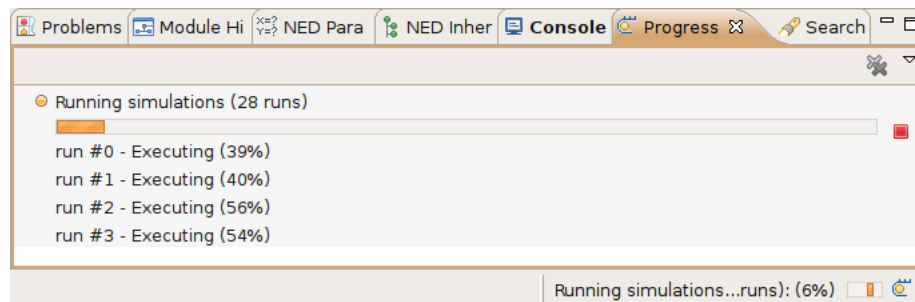 Problems Module Hi NED Para NED Inher Console Progress Search
Running simulations (28 runs)
run #0 - Executing (39%)
run #1 - Executing (40%)
run #2 - Executing (56%)
run #3 - Executing (54%)
Running simulations...runs): (6%)